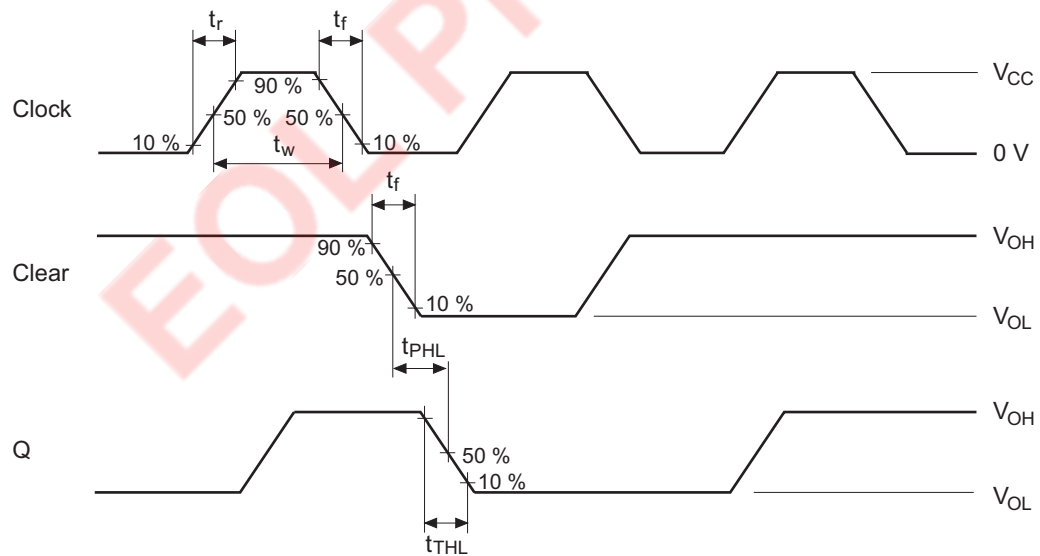 tr tf
VCC
90 %
Clock 50 % 50 %
10 % tw 10 %
0 V
tf
90 % VOH
Clear 50 %
10 %
VOL
tPHL
VOH
Q 50 %
10 %
VOL
tTHL
EOL P